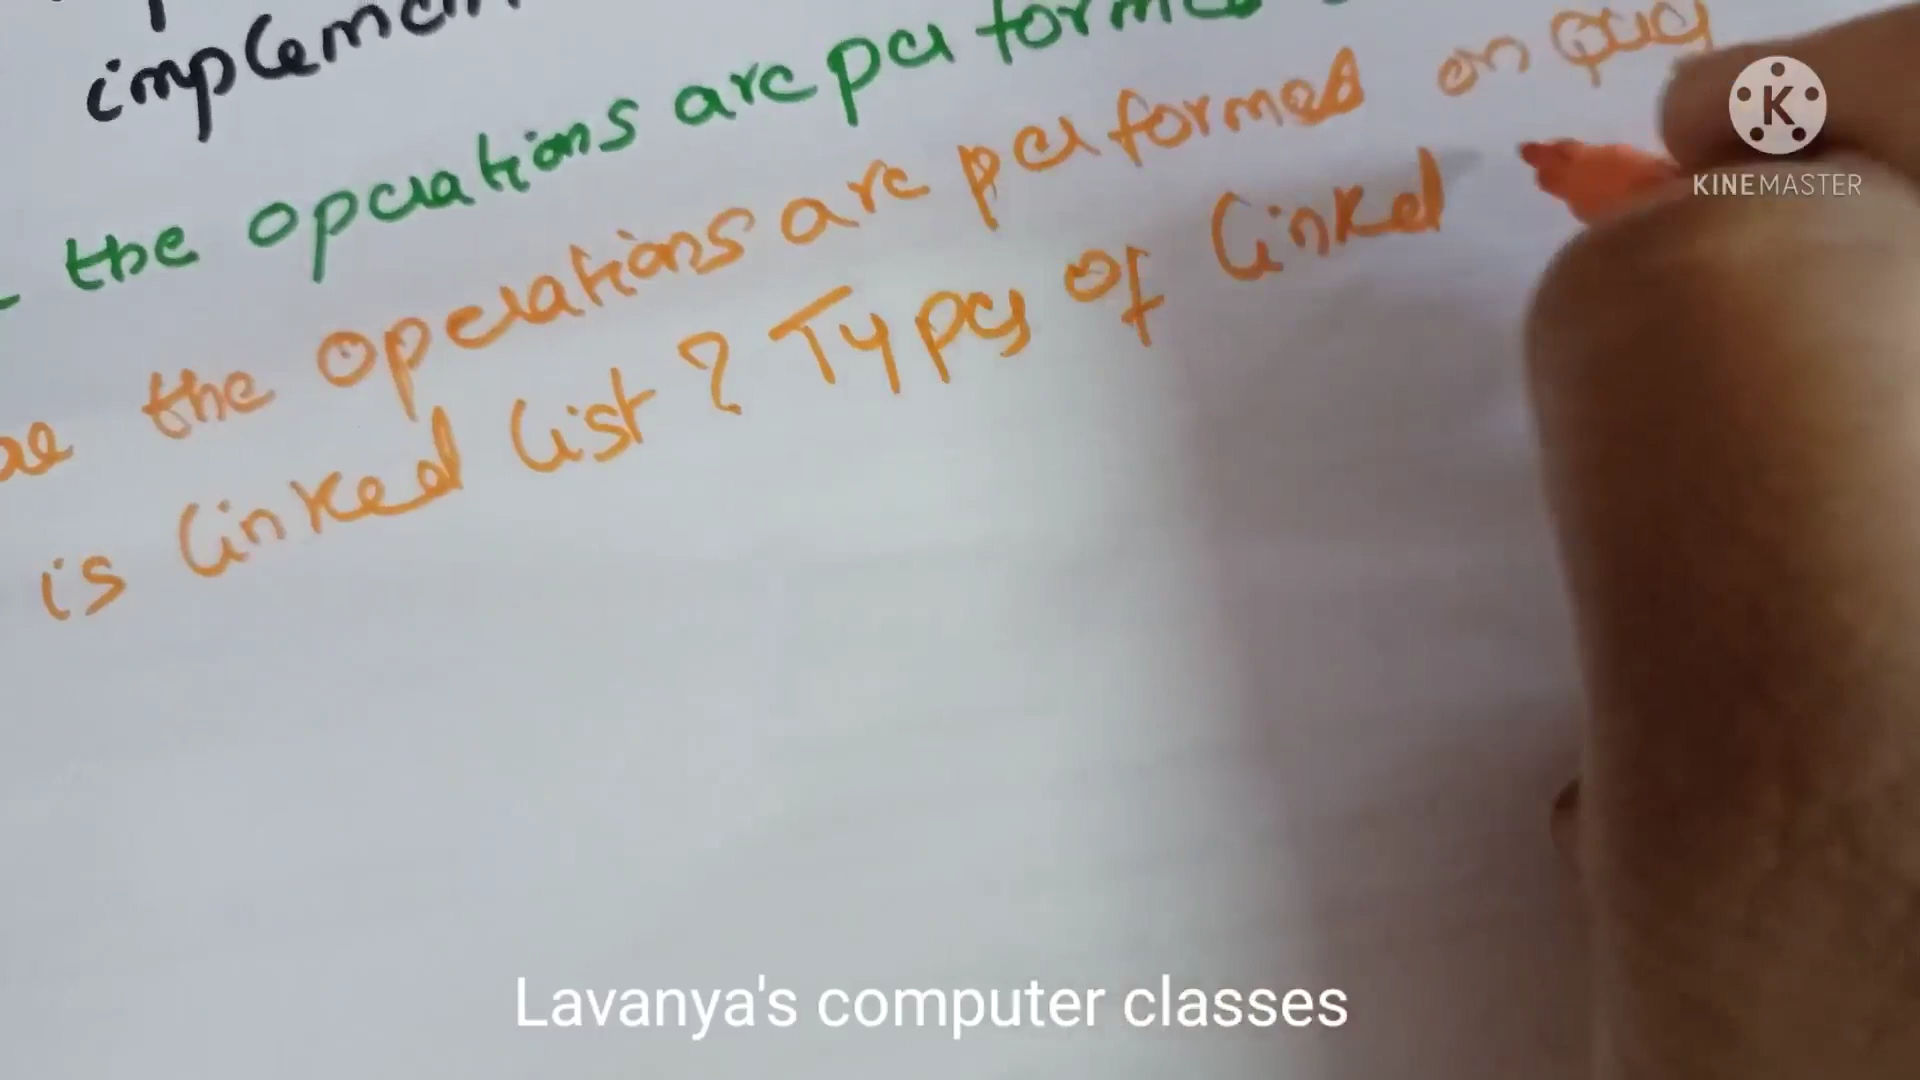 the operations are performed
the operations are performed on
is linked list? Types of linked
KINEMASTER
Lavanya's computer classes